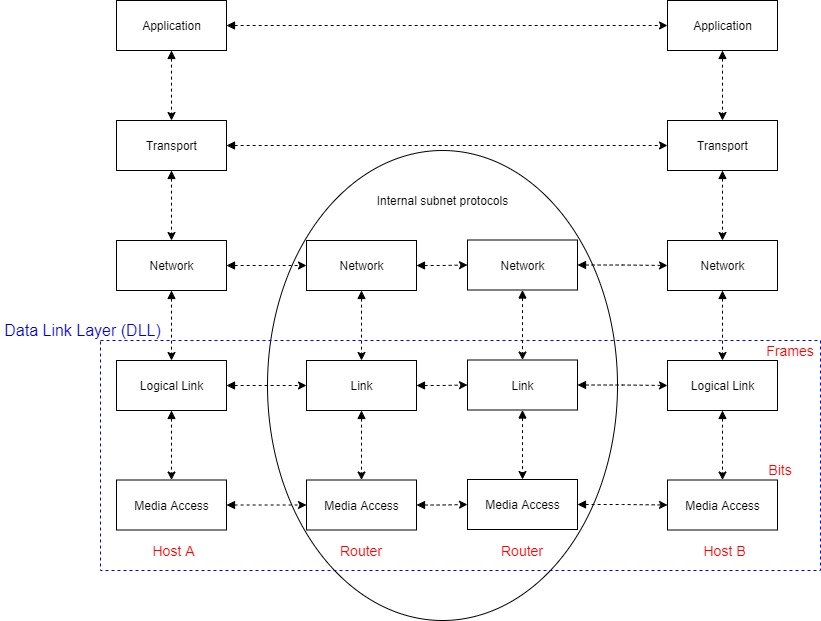 Application
Application
Transport
Transport
Internal subnet protocols
Network
Network
Network
Network
Data Link Layer (DLL)
Frames
Logical Link
Link
Link
Logical Link
Bits
Media Access
Media Access
Media Access
Media Access
Host A
Router
Router
Host B